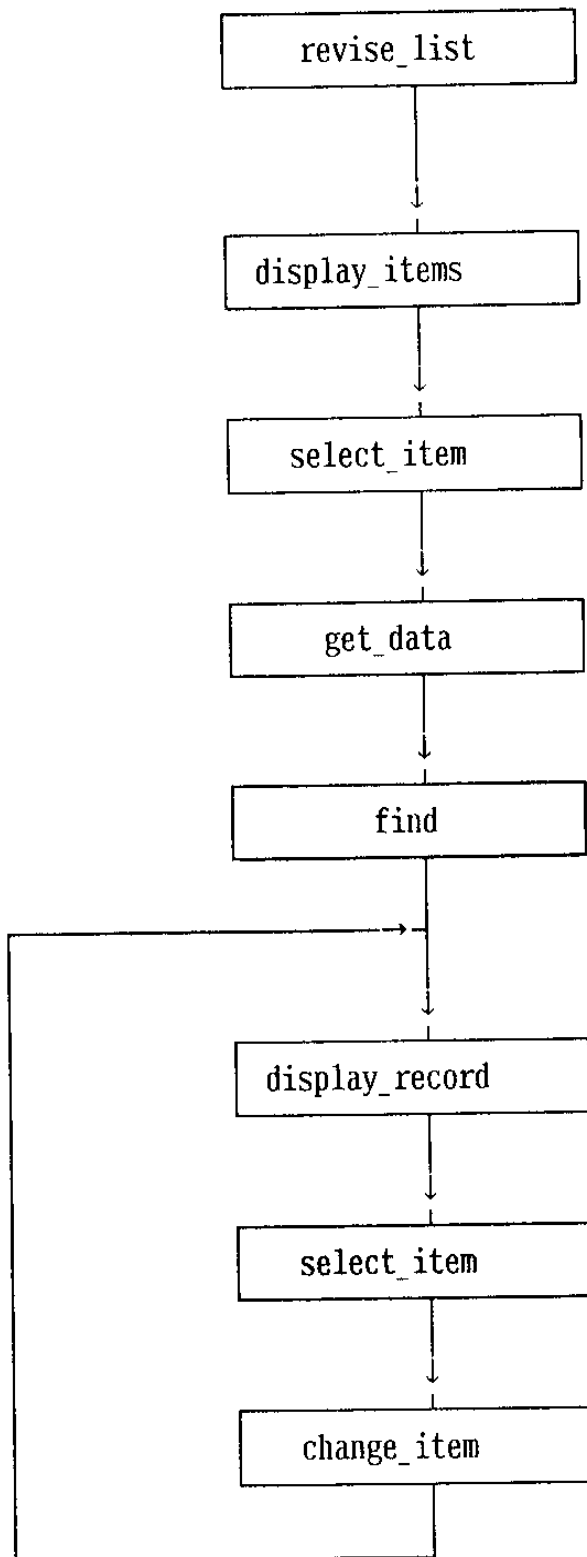 revise_list
display_items
select_item
get_data
find
display_record
select_item
change_item